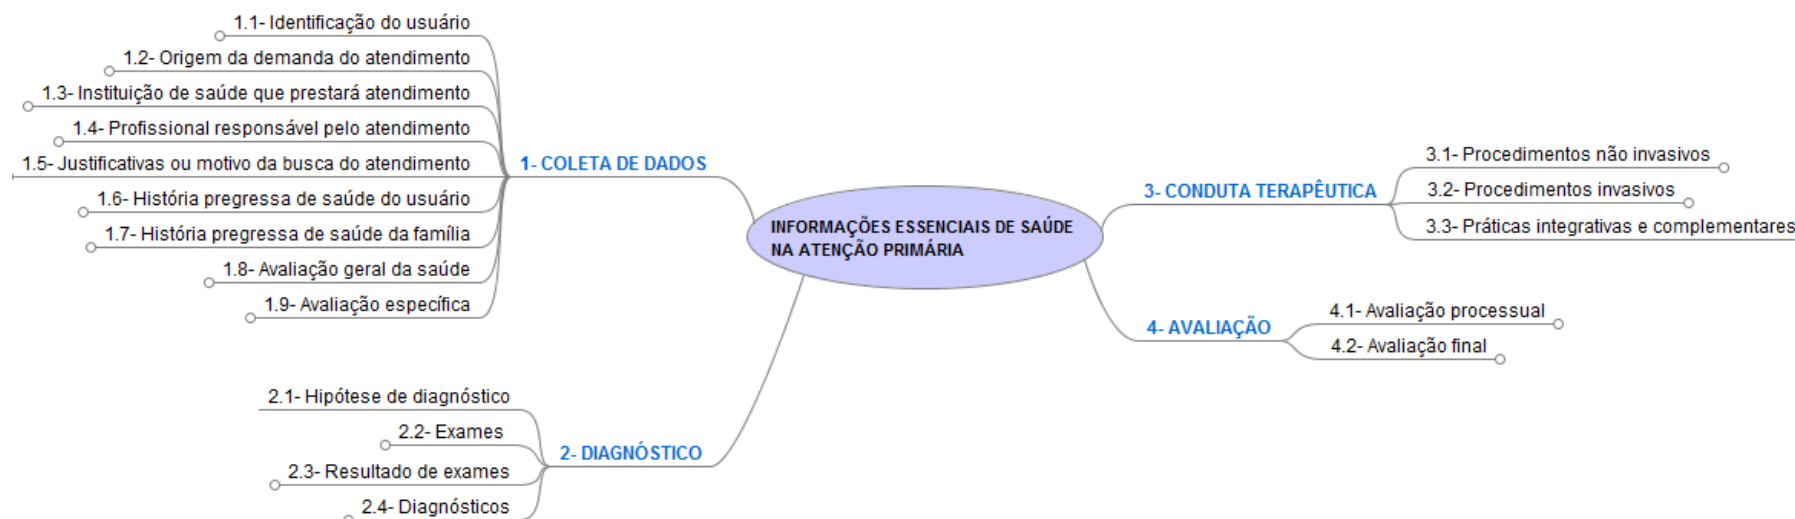 INFORMAÇÕES ESSENCIAIS DE SAÚDE
NA ATENÇÃO PRIMÁRIA
1- COLETA DE DADOS
1.1- Identificação do usuário
1.2- Origem da demanda do atendimento
1.3- Instituição de saúde que prestará atendimento
1.4- Profissional responsável pelo atendimento
1.5- Justificativas ou motivo da busca do atendimento
1.6- História pregressa de saúde do usuário
1.7- História pregressa de saúde da família
1.8- Avaliação geral da saúde
1.9- Avaliação específica
2- DIAGNÓSTICO
2.1- Hipótese de diagnóstico
2.2- Exames
2.3- Resultado de exames
2.4- Diagnósticos
3- CONDUTA TERAPÊUTICA
3.1- Procedimentos não invasivos
3.2- Procedimentos invasivos
3.3- Práticas integrativas e complementares
4- AVALIAÇÃO
4.1- Avaliação processual
4.2- Avaliação final